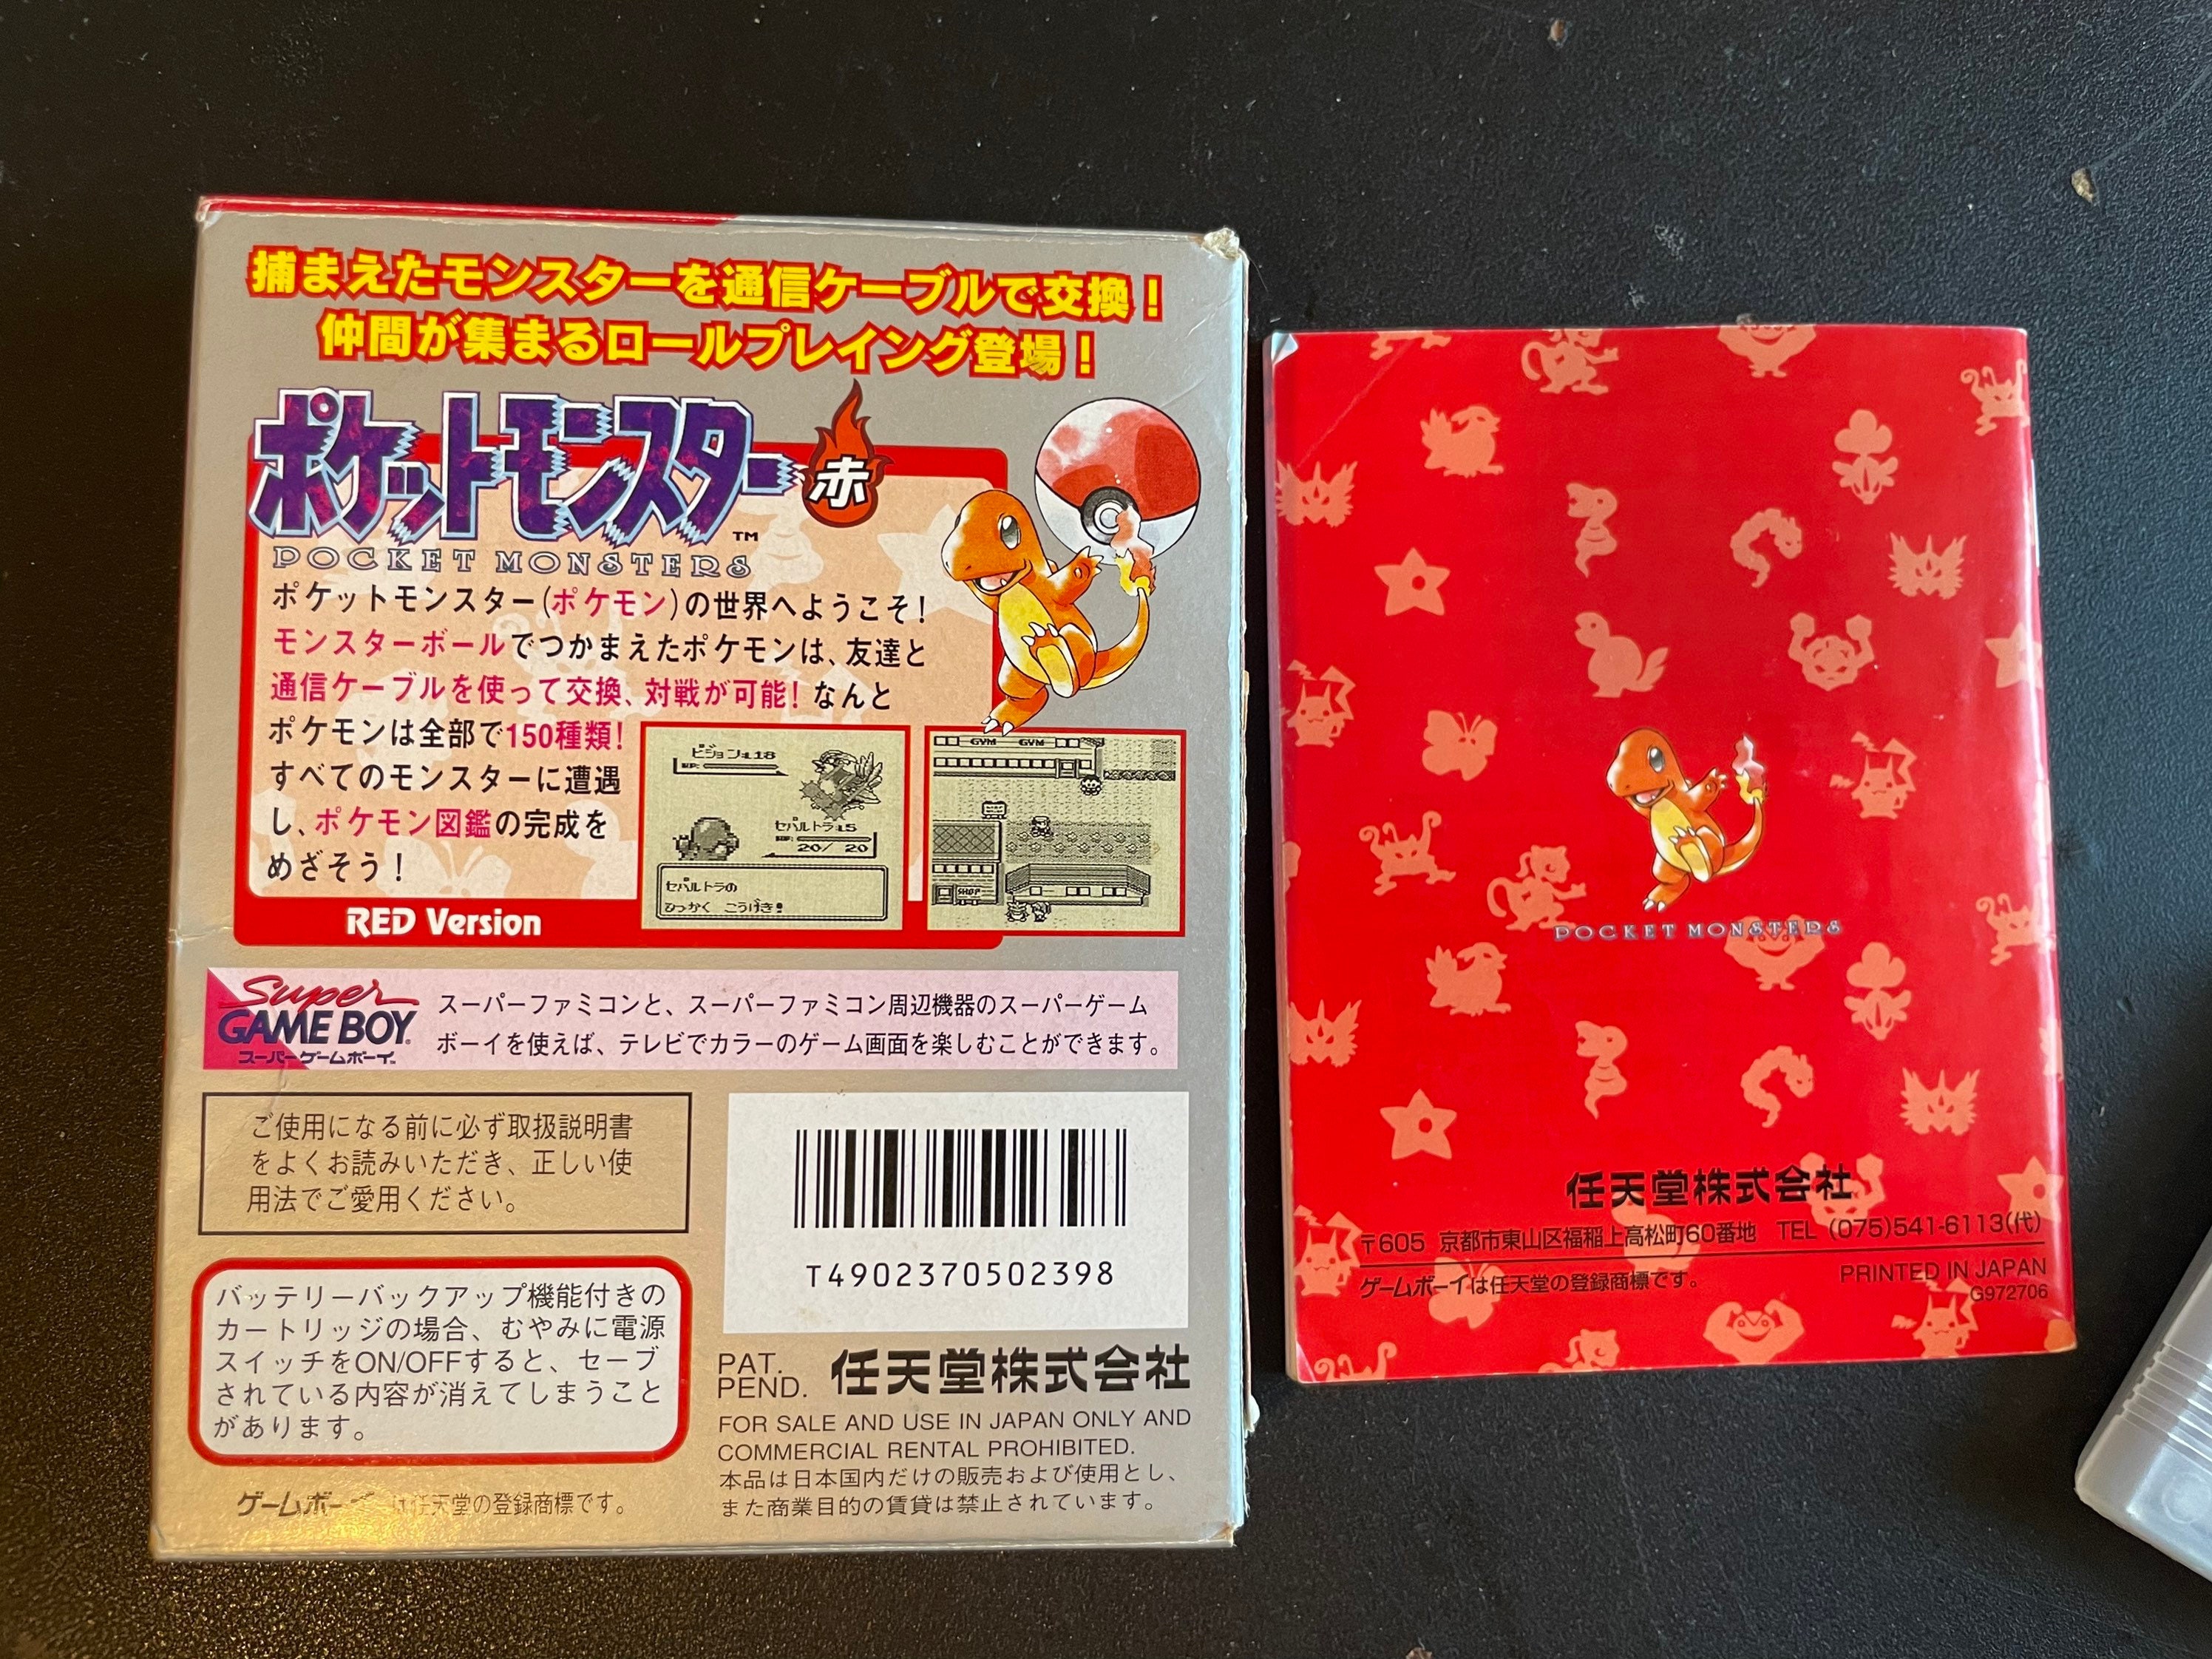 捕まえたモンスターを通信ケーブルで交換！
仲間が集まるロールプレイング登場！
ポケットモンスター 赤
TM
POCKET MONSTERS
ポケットモンスター(ポケモン)の世界へようこそ！
モンスターボールでつかまえたポケモンは、友達と
通信ケーブルを使って交換、対戦が可能！なんと
ポケモンは全部で150種類！
すべてのモンスターに遭遇
し、ポケモン図鑑の完成を
めざそう！
RED Version
ピジョン:L18
HP:
セパルトラ:L5
HP:
20/ 20
セパルトラの
ひっかく こうげき！
GYM GYM
SHOP
Super
GAME BOY
スーパーゲームボーイ
スーパーファミコンと、スーパーファミコン周辺機器のスーパーゲーム
ボーイを使えば、テレビでカラーのゲーム画面を楽しむことができます。
ご使用になる前に必ず取扱説明書
をよくお読みいただき、正しい使
用法でご愛用ください。
バッテリーバックアップ機能付きの
カートリッジの場合、むやみに電源
スイッチをON/OFFすると、セーブ
されている内容が消えてしまうこと
があります。
ゲームボーイは任天堂の登録商標です。
T4902370502398
PAT.
PEND. 任天堂株式会社
FOR SALE AND USE IN JAPAN ONLY AND
COMMERCIAL RENTAL PROHIBITED.
本品は日本国内だけの販売および使用とし、
また商業目的の賃貸は禁止されています。
POCKET MONSTERS
任天堂株式会社
〒605 京都市東山区福稲上高松町60番地 TEL (075)541-6113(代)
ゲームボーイは任天堂の登録商標です。
PRINTED IN JAPAN
G972706